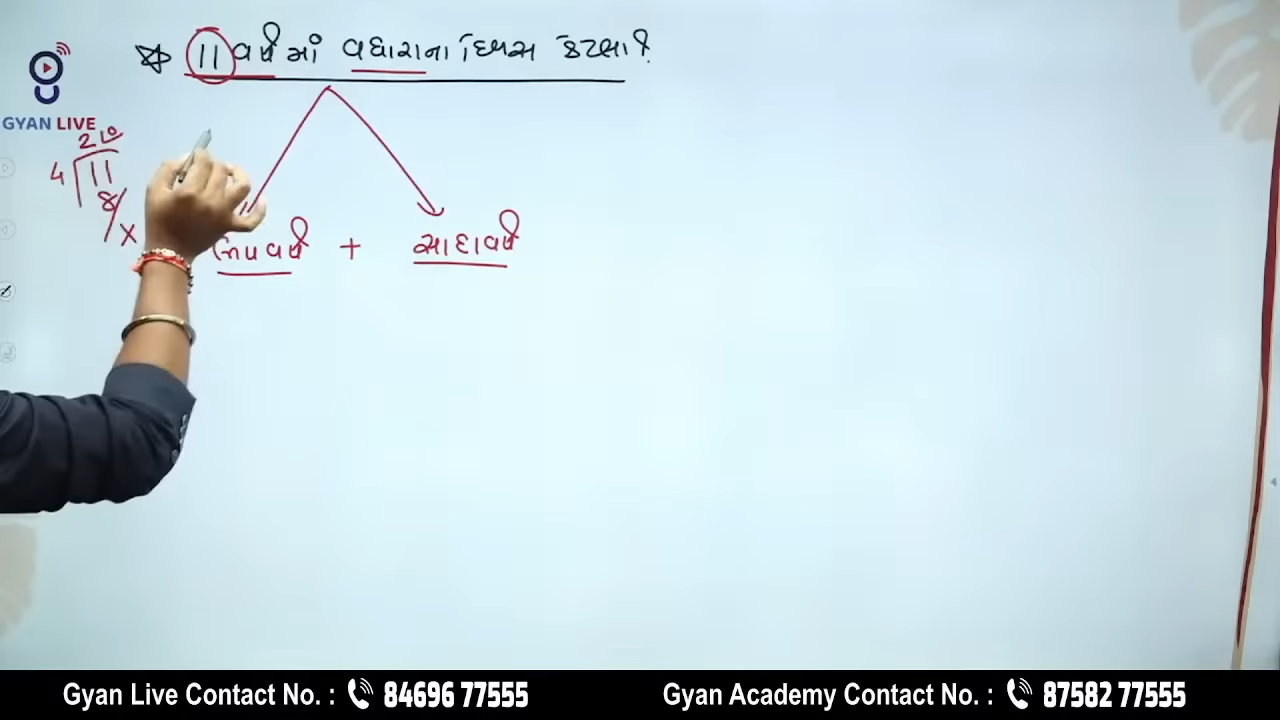 11 વર્ષ માં વધારાના દિવસ કેટલા ?
GYAN LIVE
2
4 11
8
x
લિપવર્ષ + સાદાવર્ષ
Gyan Live Contact No. : 84696 77555
Gyan Academy Contact No. : 87582 77555